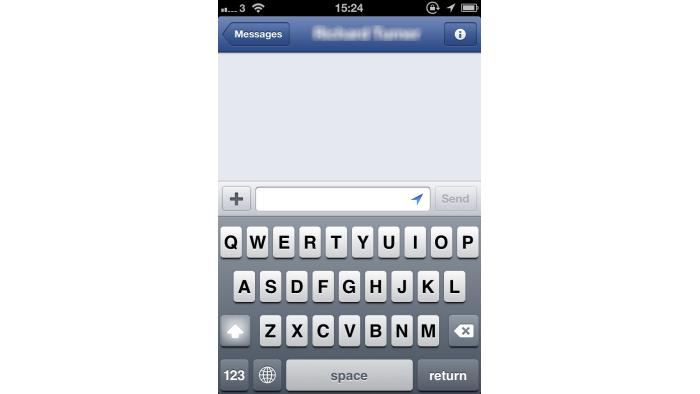 3 15:24
Messages
Send
Q W E R T Y U I O P
A S D F G H J K L
Z X C V B N M
123 space return